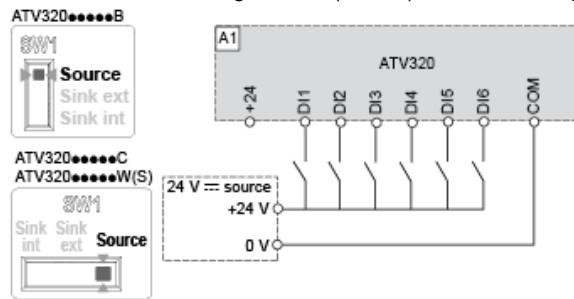 ATV320●●●●●B
SW1
Source
Sink ext
Sink int
ATV320●●●●●C
ATV320●●●●●W(S)
SW1
Sink int
Sink ext
Source
A1
ATV320
+24
DI1
DI2
DI3
DI4
DI5
DI6
COM
24 V ⎓ source
+24 V
0 V